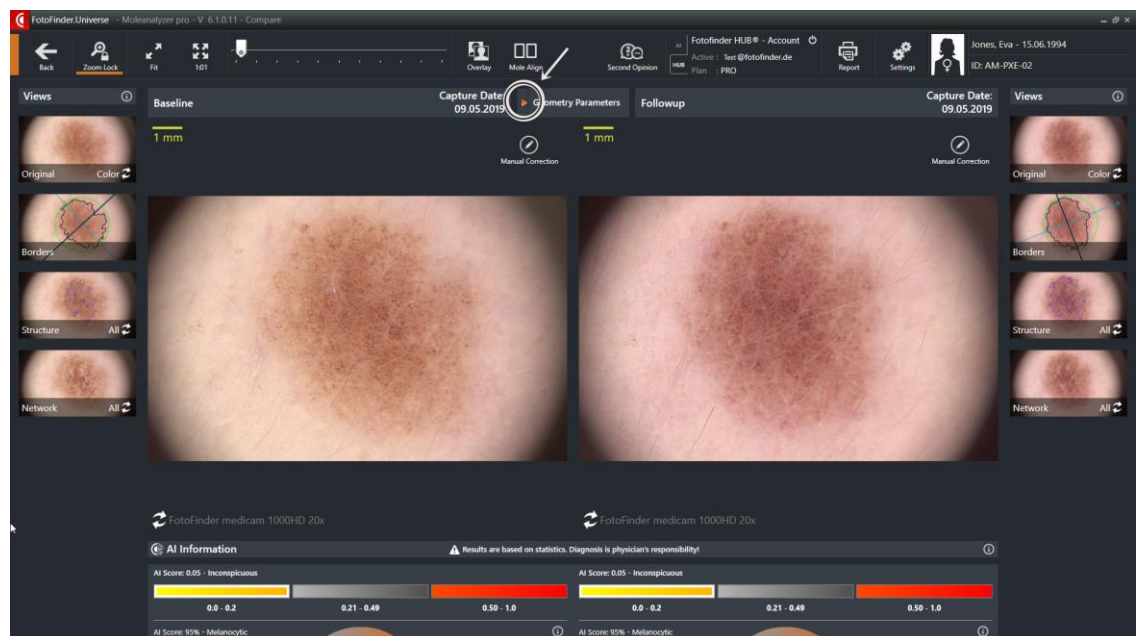 FotoFinder.Universe - Moleanalyzer pro - V 6.1.0.11 - Compare
Back
Zoom Lock
Fit
1:01
Overlay
Mole Align
Second Opinion
AI
HUB
Fotofinder HUB® - Account
Active : Test @fotofinder.de
Plan : PRO
Report
Settings
Jones, Eva - 15.06.1994
ID: AM-PXE-02
Views
Original Color
Borders
Structure All
Network All
Baseline
Capture Date:
09.05.2019
Geometry Parameters
Followup
Capture Date:
09.05.2019
1 mm
Manual Correction
1 mm
Manual Correction
Views
Original Color
Borders
Structure All
Network All
FotoFinder medicam 1000HD 20x
FotoFinder medicam 1000HD 20x
AI Information
Results are based on statistics. Diagnosis is physician's responsibility!
AI Score: 0.05 - Inconspicuous
0.0 - 0.2 0.21 - 0.49 0.50 - 1.0
AI Score: 95% - Melanocytic
AI Score: 0.05 - Inconspicuous
0.0 - 0.2 0.21 - 0.49 0.50 - 1.0
AI Score: 95% - Melanocytic